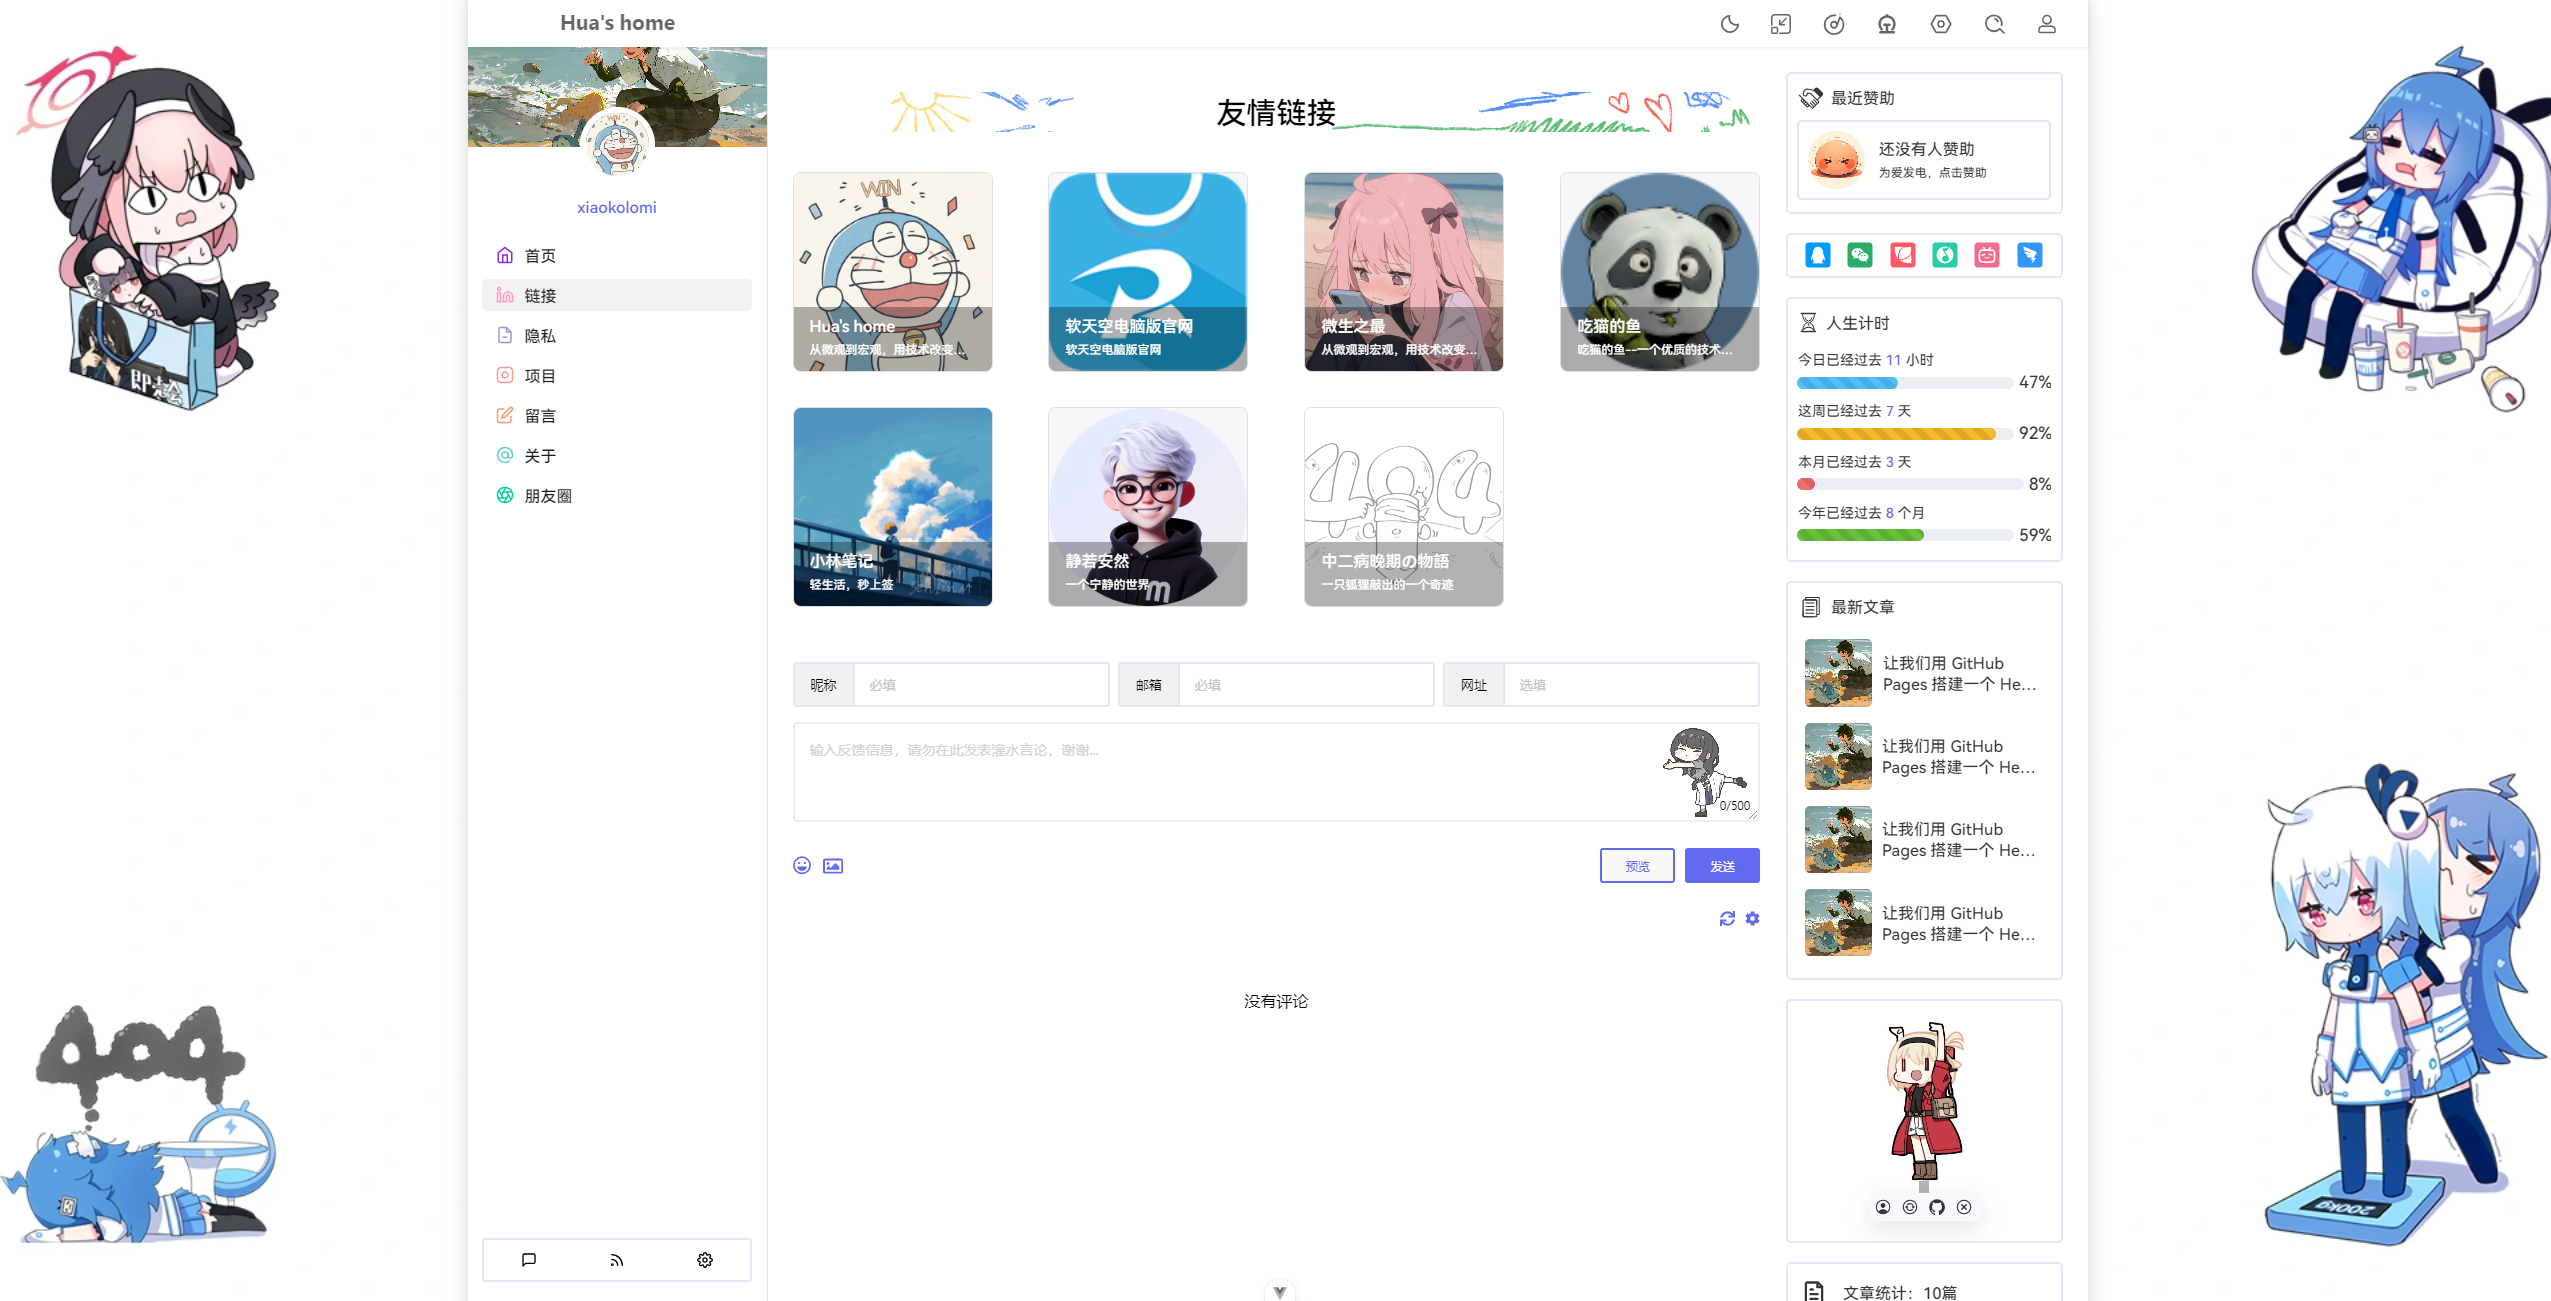 Hua's home
xiaokolomi
首页
链接
隐私
项目
留言
关于
朋友圈
友情链接
WIN
Hua's home
从微观到宏观，用技术改变...
软天空电脑版官网
软天空电脑版官网
微生之最
从微观到宏观，用技术改变...
吃猫的鱼
吃猫的鱼--一个优质的技术...
小林笔记
轻生活，秒上签
静若安然
一个宁静的世界
m
404
中二病晚期の物語
一只狐狸敲出的一个奇迹
昵称
必填
邮箱
必填
网址
选填
输入反馈信息，请勿在此发表灌水言论，谢谢...
0/500
预览
发送
没有评论
最近赞助
还没有人赞助
为爱发电，点击赞助
人生计时
今日已经过去 11 小时
47%
这周已经过去 7 天
92%
本月已经过去 3 天
8%
今年已经过去 8 个月
59%
最新文章
让我们用 GitHub
Pages 搭建一个 He...
让我们用 GitHub
Pages 搭建一个 He...
让我们用 GitHub
Pages 搭建一个 He...
让我们用 GitHub
Pages 搭建一个 He...
文章统计：10篇
404
200kg